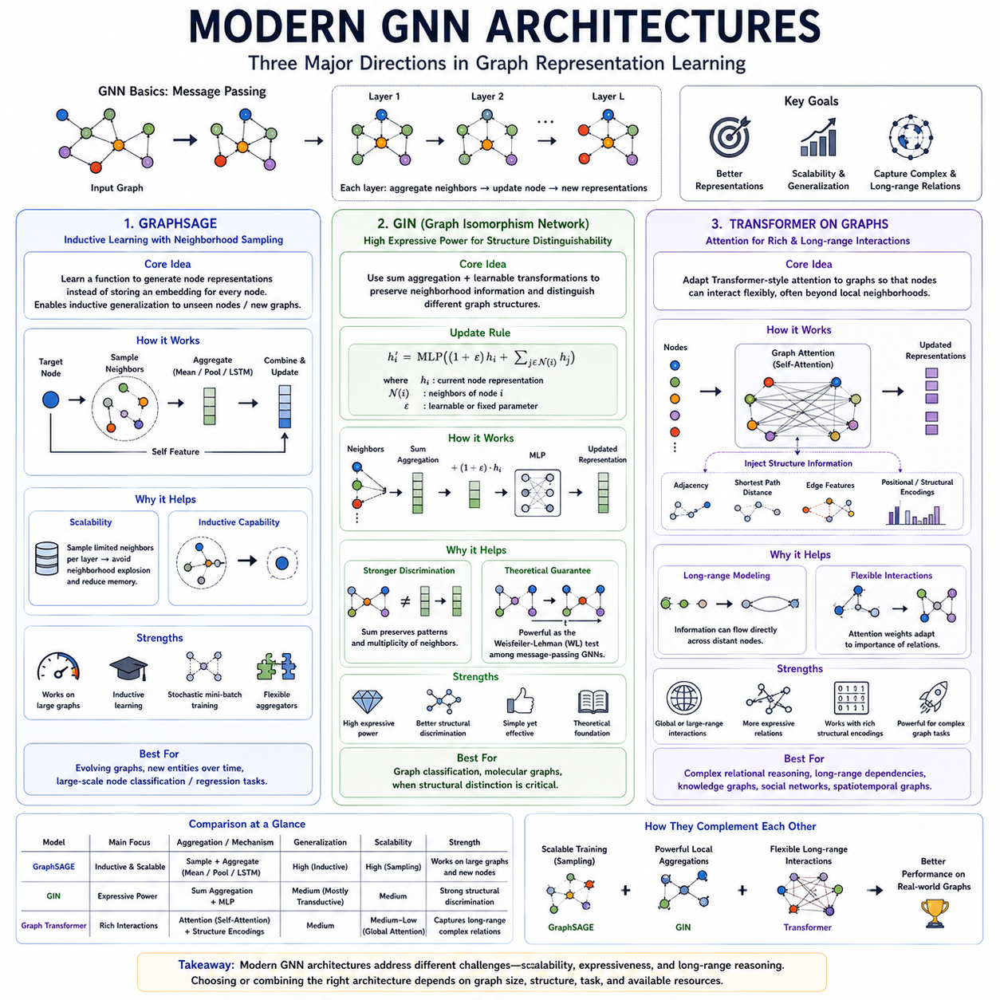 MODERN GNN ARCHITECTURES
Three Major Directions in Graph Representation Learning
GNN Basics: Message Passing
Input Graph
Layer 1
Layer 2
...
Layer L
Each layer: aggregate neighbors → update node → new representations
Key Goals
Better
Representations
Scalability &
Generalization
Capture Complex &
Long-range Relations
1. GRAPHSAGE
Inductive Learning with Neighborhood Sampling
Core Idea
Learn a function to generate node representations
instead of storing an embedding for every node.
Enables inductive generalization to unseen nodes / new graphs.
How it Works
Target
Node
Sample
Neighbors
Aggregate
(Mean / Pool / LSTM)
Combine &
Update
Self Feature
Why it Helps
Scalability
Sample limited neighbors
per layer → avoid
neighborhood explosion
and reduce memory.
Inductive Capability
Strengths
Works on
large graphs
Inductive
learning
Stochastic mini-batch
training
Flexible
aggregators
Best For
Evolving graphs, new entities over time,
large-scale node classification / regression tasks.
2. GIN (Graph Isomorphism Network)
High Expressive Power for Structure Distinguishability
Core Idea
Use sum aggregation + learnable transformations to
preserve neighborhood information and distinguish
different graph structures.
Update Rule
h′ᵢ = MLP((1 + ε) hᵢ + ∑ⱼ∈𝒩(i) hⱼ)
where hᵢ : current node representation
𝒩(i) : neighbors of node i
ε : learnable or fixed parameter
How it Works
Neighbors
Sum
Aggregation
+ (1 + ε) · hᵢ
MLP
Updated
Representation
Why it Helps
Stronger Discrimination
≠
Sum preserves patterns
and multiplicity of neighbors.
Theoretical Guarantee
t
Powerful as the
Weisfeiler-Lehman (WL) test
among message-passing GNNs.
Strengths
High expressive
power
Better structural
discrimination
Simple yet
effective
Theoretical
foundation
Best For
Graph classification, molecular graphs,
when structural distinction is critical.
3. TRANSFORMER ON GRAPHS
Attention for Rich & Long-range Interactions
Core Idea
Adapt Transformer-style attention to graphs so that nodes
can interact flexibly, often beyond local neighborhoods.
How it Works
Nodes
Graph Attention
(Self-Attention)
Updated
Representations
Inject Structure Information
Adjacency
Shortest Path
Distance
Edge Features
Positional / Structural
Encodings
Why it Helps
Long-range Modeling
Information can flow directly
across distant nodes.
Flexible Interactions
Attention weights adapt
to importance of relations.
Strengths
Global or large-range
interactions
More expressive
relations
0 1 0 1
0 0 1 0
0 1 1 1
Works with rich
structural encodings
Powerful for complex
graph tasks
Best For
Complex relational reasoning, long-range dependencies,
knowledge graphs, social networks, spatiotemporal graphs.
Comparison at a Glance
Model Main Focus Aggregation / Mechanism Generalization Scalability Strength
GraphSAGE Inductive & Scalable Sample + Aggregate (Mean / Pool / LSTM) High (Inductive) High (Sampling) Works on large graphs and new nodes
GIN Expressive Power Sum Aggregation + MLP Medium (Mostly Transductive) Medium Strong structural discrimination
Graph Transformer Rich Interactions Attention (Self-Attention) + Structure Encodings Medium Medium–Low (Global Attention) Captures long-range complex relations
How They Complement Each Other
Scalable Training
(Sampling)
GraphSAGE
+
Powerful Local
Aggregations
GIN
+
Flexible Long-range
Interactions
Transformer
Better
Performance on
Real-world Graphs
Takeaway: Modern GNN architectures address different challenges—scalability, expressiveness, and long-range reasoning.
Choosing or combining the right architecture depends on graph size, structure, task, and available resources.